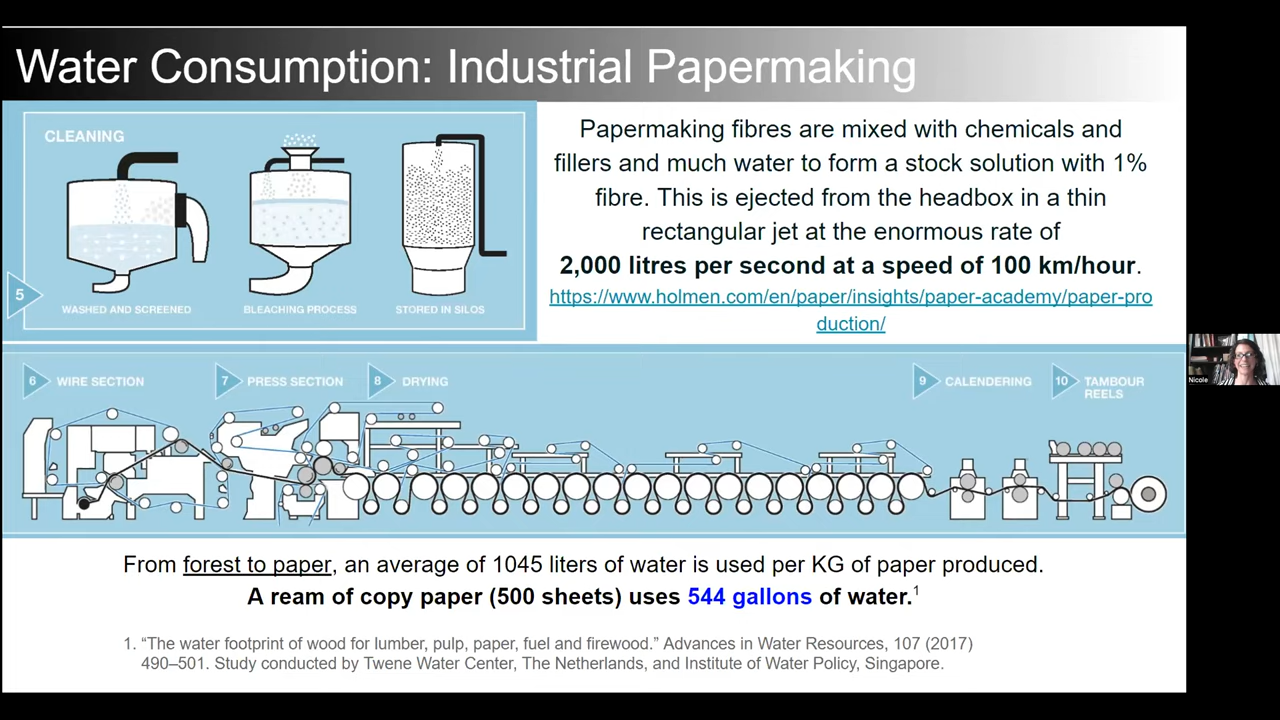 Water Consumption: Industrial Papermaking
CLEANING
5
WASHED AND SCREENED
BLEACHING PROCESS
STORED IN SILOS
Papermaking fibres are mixed with chemicals and
fillers and much water to form a stock solution with 1%
fibre. This is ejected from the headbox in a thin
rectangular jet at the enormous rate of
2,000 litres per second at a speed of 100 km/hour.
https://www.holmen.com/en/paper/insights/paper-academy/paper-pro
duction/
Nicole
6 WIRE SECTION
7 PRESS SECTION
8 DRYING
9 CALENDERING
10 TAMBOUR
REELS
From forest to paper, an average of 1045 liters of water is used per KG of paper produced.
A ream of copy paper (500 sheets) uses 544 gallons of water.1
1. “The water footprint of wood for lumber, pulp, paper, fuel and firewood.” Advances in Water Resources, 107 (2017)
490–501. Study conducted by Twene Water Center, The Netherlands, and Institute of Water Policy, Singapore.